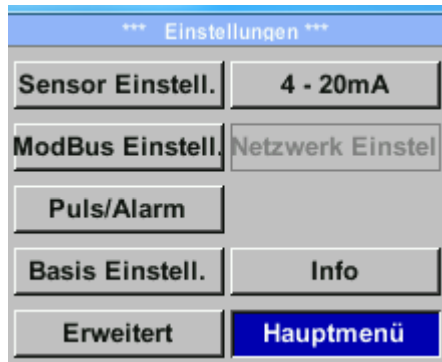 *** Einstellungen ***
Sensor Einstell.
4 - 20mA
ModBus Einstell.
Netzwerk Einstel
Puls/Alarm
Basis Einstell.
Info
Erweitert
Hauptmenü